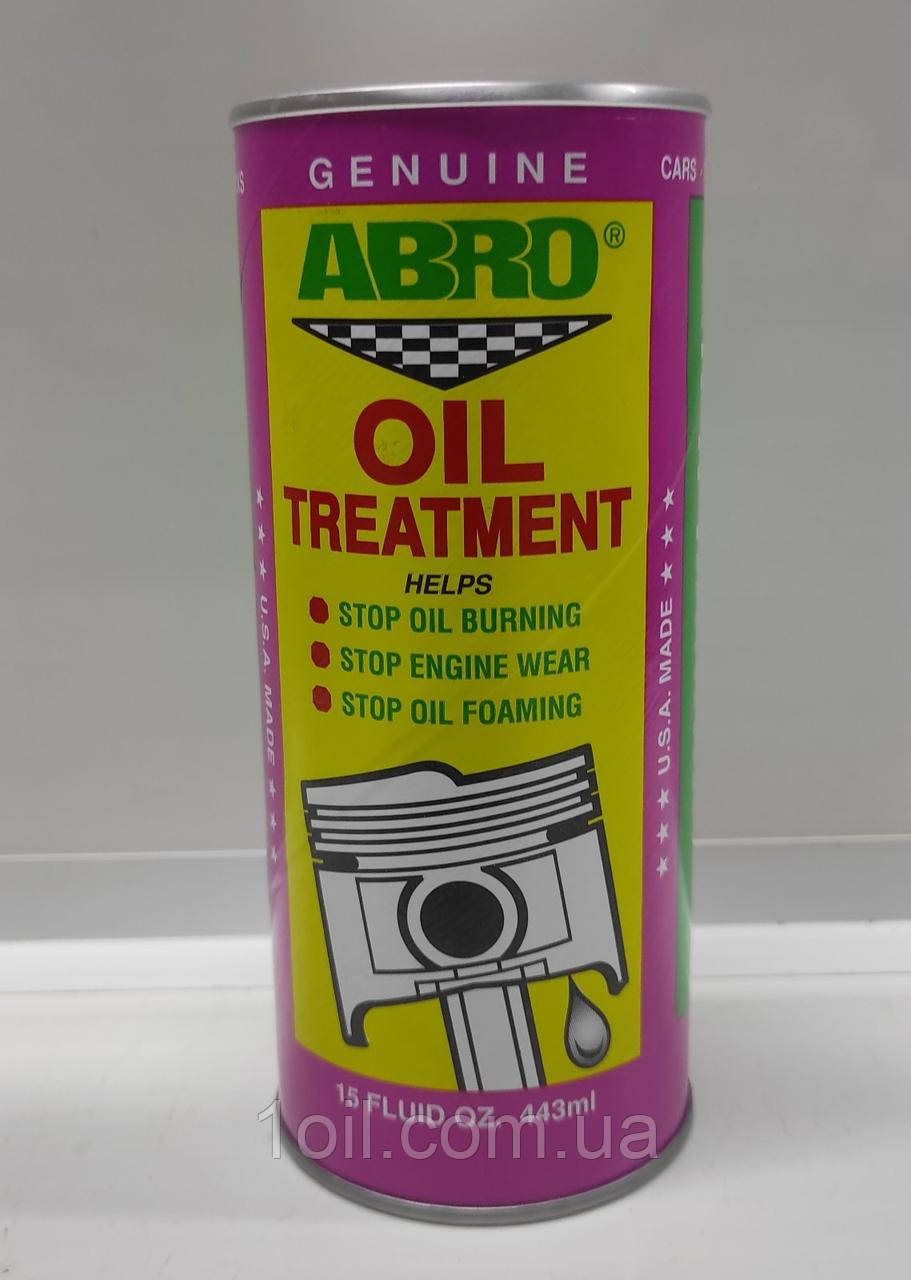 GENUINE
CARS -
ABRO®
OIL
TREATMENT
HELPS
STOP OIL BURNING
STOP ENGINE WEAR
STOP OIL FOAMING
★ ★ ★ U.S.A. MADE ★ ★ ★
★ ★ ★ U.S.A. MADE ★ ★ ★
15 FLUID OZ. 443ml
1oil.com.ua